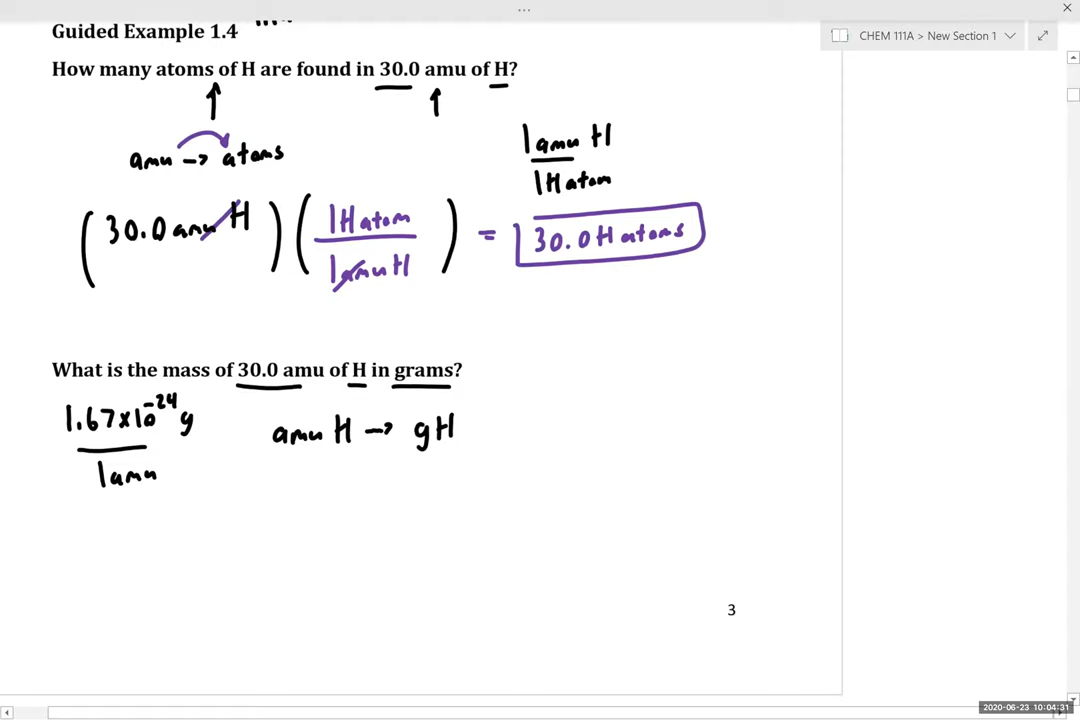 Guided Example 1.4
CHEM 111A > New Section 1
How many atoms of H are found in 30.0 amu of H?
amu -> atoms
1 amu H
1 H atom
(30.0 amu H) (1 H atom
1 amu H) = 30.0 H atoms
What is the mass of 30.0 amu of H in grams?
1.67x10^-24 g
1 amu
amu H -> g H
3
2020-06-23 10:04:31